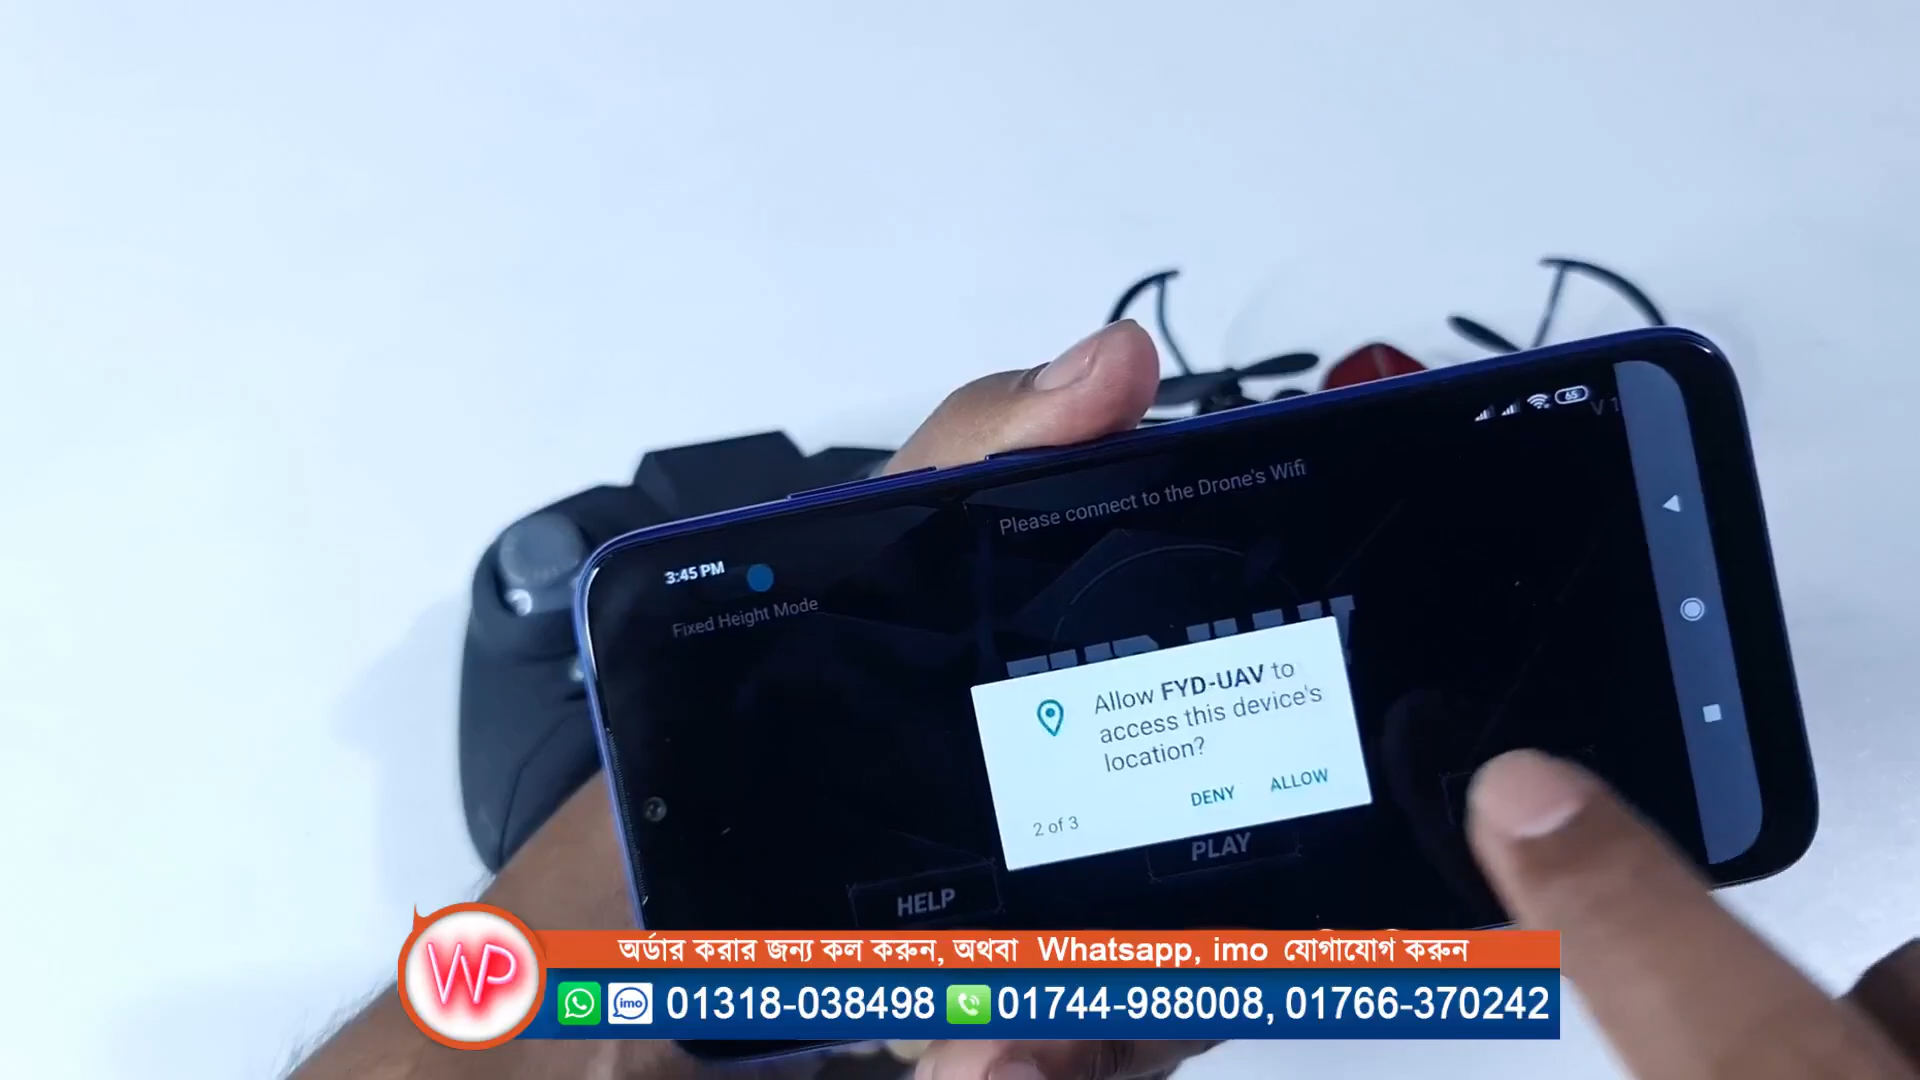 V 1
Please connect to the Drone's Wifi
65
3:45 PM
Fixed Height Mode
Allow FYD-UAV to
access this device's
location?
DENY ALLOW
2 of 3
PLAY
HELP
WP
অর্ডার করার জন্য কল করুন, অথবা Whatsapp, imo যোগাযোগ করুন
imo 01318-038498 01744-988008, 01766-370242